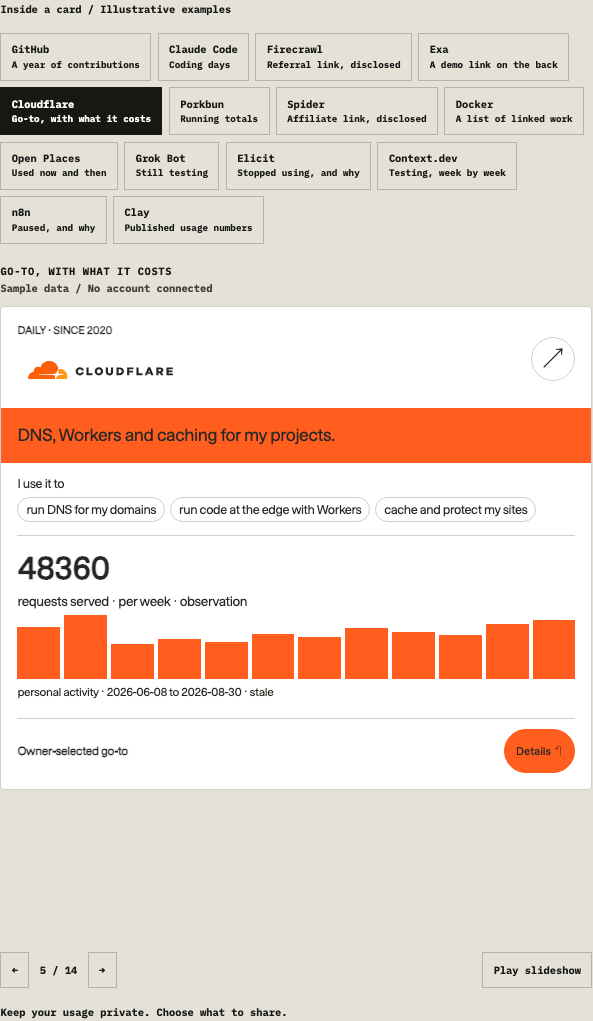 Inside a card / Illustrative examples
GitHub
A year of contributions
Claude Code
Coding days
Firecrawl
Referral link, disclosed
Exa
A demo link on the back
Cloudflare
Go-to, with what it costs
Porkbun
Running totals
Spider
Affiliate link, disclosed
Docker
A list of linked work
Open Places
Used now and then
Grok Bot
Still testing
Elicit
Stopped using, and why
Context.dev
Testing, week by week
n8n
Paused, and why
Clay
Published usage numbers
GO-TO, WITH WHAT IT COSTS
Sample data / No account connected
DAILY · SINCE 2020
CLOUDFLARE
DNS, Workers and caching for my projects.
I use it to
run DNS for my domains
run code at the edge with Workers
cache and protect my sites
48360
requests served · per week · observation
personal activity · 2026-06-08 to 2026-08-30 · stale
Owner-selected go-to
Details
← 5 / 14 →
Play slideshow
Keep your usage private. Choose what to share.